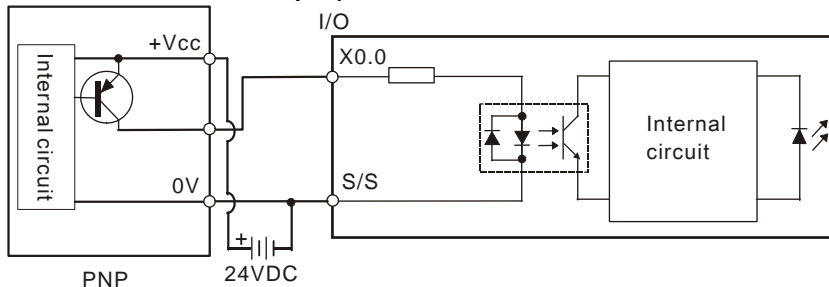 I/O
+Vcc
X0.0
Internal circuit
Internal
circuit
0V
S/S
+
24VDC
PNP